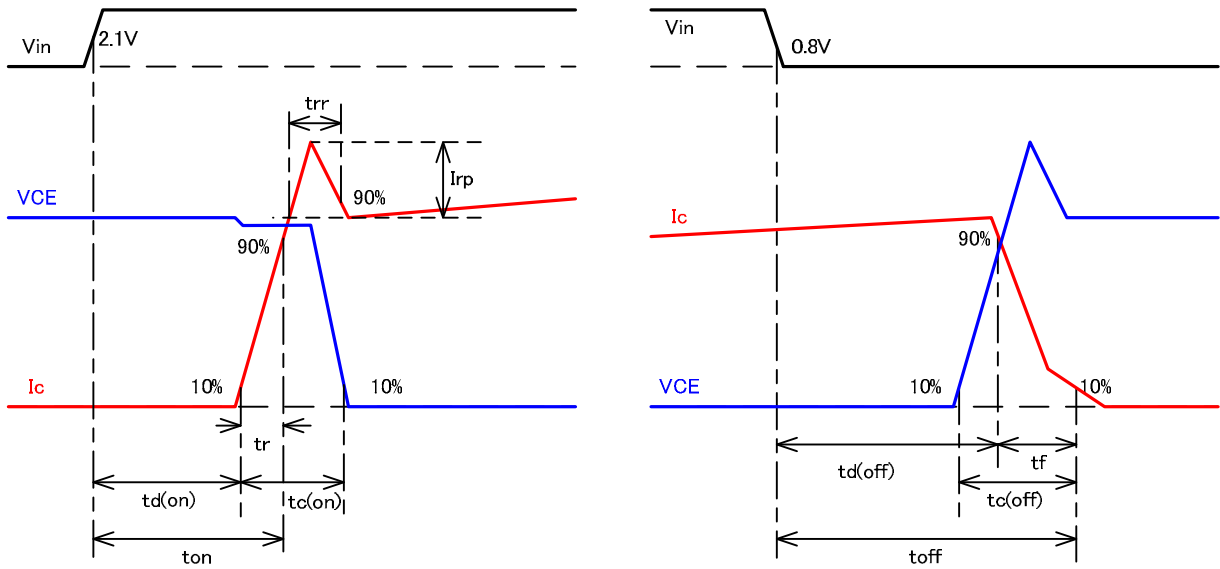 Vin
2.1V
trr
Irp
90%
VCE
90%
Ic
10%
10%
tr
td(on)
tc(on)
ton
Vin
0.8V
Ic
90%
VCE
10%
10%
td(off)
tf
tc(off)
toff